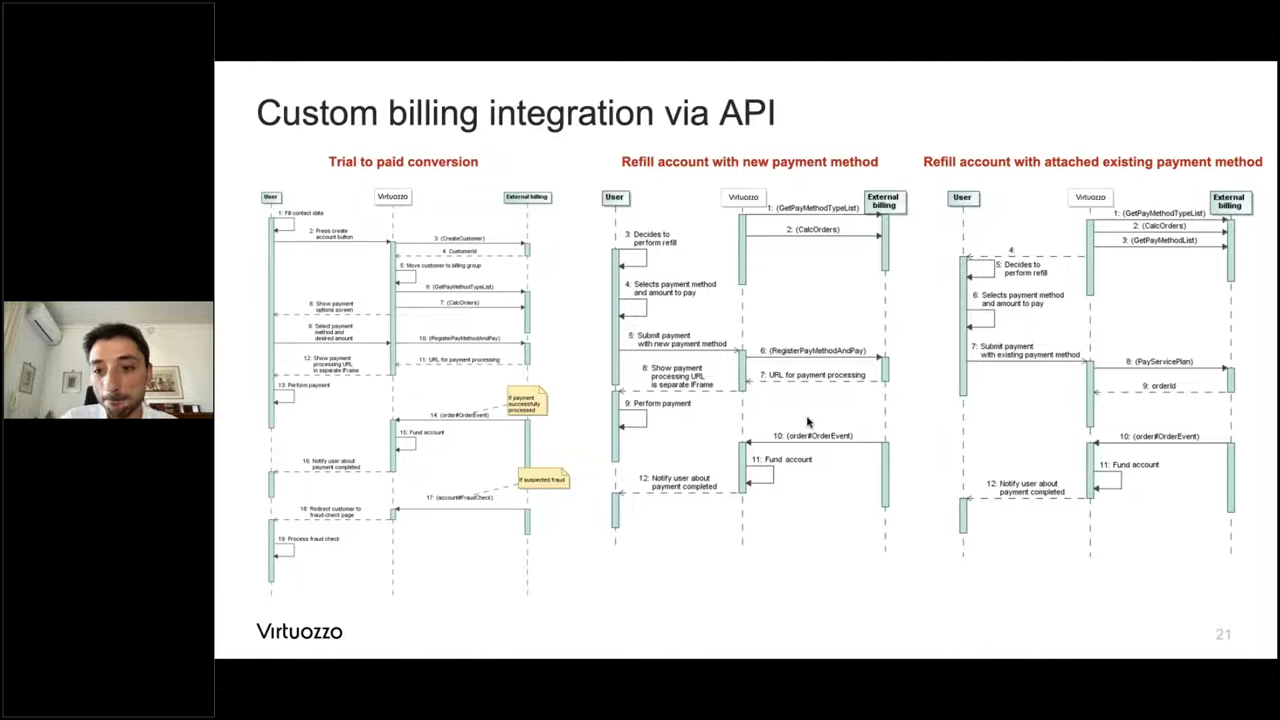 Custom billing integration via API
Trial to paid conversion
User
Virtuozzo
External billing
1: Fill contact data
2: Press create
account button
3: (CreateCustomer)
4: CustomerId
5: Move customer to billing group
6: (GetPayMethodTypeList)
7: (CalcOrders)
8: Show payment
options screen
9: Select payment
method and
desired amount
10: (RegisterPayMethodAndPay)
11: URL for payment processing
12: Show payment
processing URL
in separate IFrame
13: Perform payment
If payment
successfully
processed
14: (order#OrderEvent)
15: Fund account
16: Notify user about
payment completed
If suspected fraud
17: (account#FraudCheck)
18: Redirect customer to
fraud-check page
19: Process fraud check
Refill account with new payment method
User
Virtuozzo
External
billing
1: (GetPayMethodTypeList)
2: (CalcOrders)
3: Decides to
perform refill
4: Selects payment method
and amount to pay
5: Submit payment
with new payment method
6: (RegisterPayMethodAndPay)
7: URL for payment processing
8: Show payment
processing URL
is separate IFrame
9: Perform payment
10: (order#OrderEvent)
11: Fund account
12: Notify user about
payment completed
Refill account with attached existing payment method
User
Virtuozzo
External
billing
1: (GetPayMethodTypeList)
2: (CalcOrders)
3: (GetPayMethodList)
4:
5: Decides to
perform refill
6: Selects payment method
and amount to pay
7: Submit payment
with existing payment method
8: (PayServicePlan)
9: orderId
10: (order#OrderEvent)
11: Fund account
12: Notify user about
payment completed
Virtuozzo
21